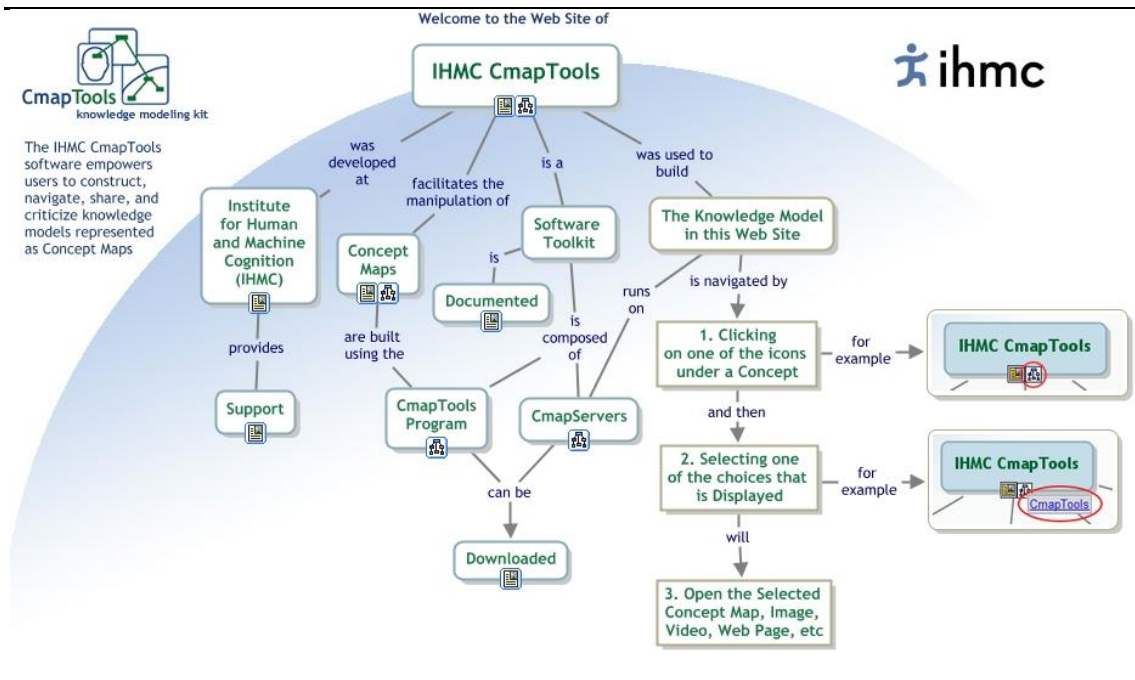 Welcome to the Web Site of
IHMC CmapTools
CmapTools
knowledge modeling kit
ihmc
The IHMC CmapTools
software empowers
users to construct,
navigate, share, and
criticize knowledge
models represented
as Concept Maps
was
developed
at
facilitates the
manipulation of
is a
was used to
build
Institute
for Human
and Machine
Cognition
(IHMC)
Concept
Maps
Software
Toolkit
The Knowledge Model
in this Web Site
is
Documented
runs
on
is navigated by
provides
are built
using the
is
composed
of
1. Clicking
on one of the icons
under a Concept
for
example
IHMC CmapTools
Support
CmapTools
Program
CmapServers
and then
2. Selecting one
of the choices that
is Displayed
for
example
IHMC CmapTools
CmapTools
can be
Downloaded
will
3. Open the Selected
Concept Map, Image,
Video, Web Page, etc